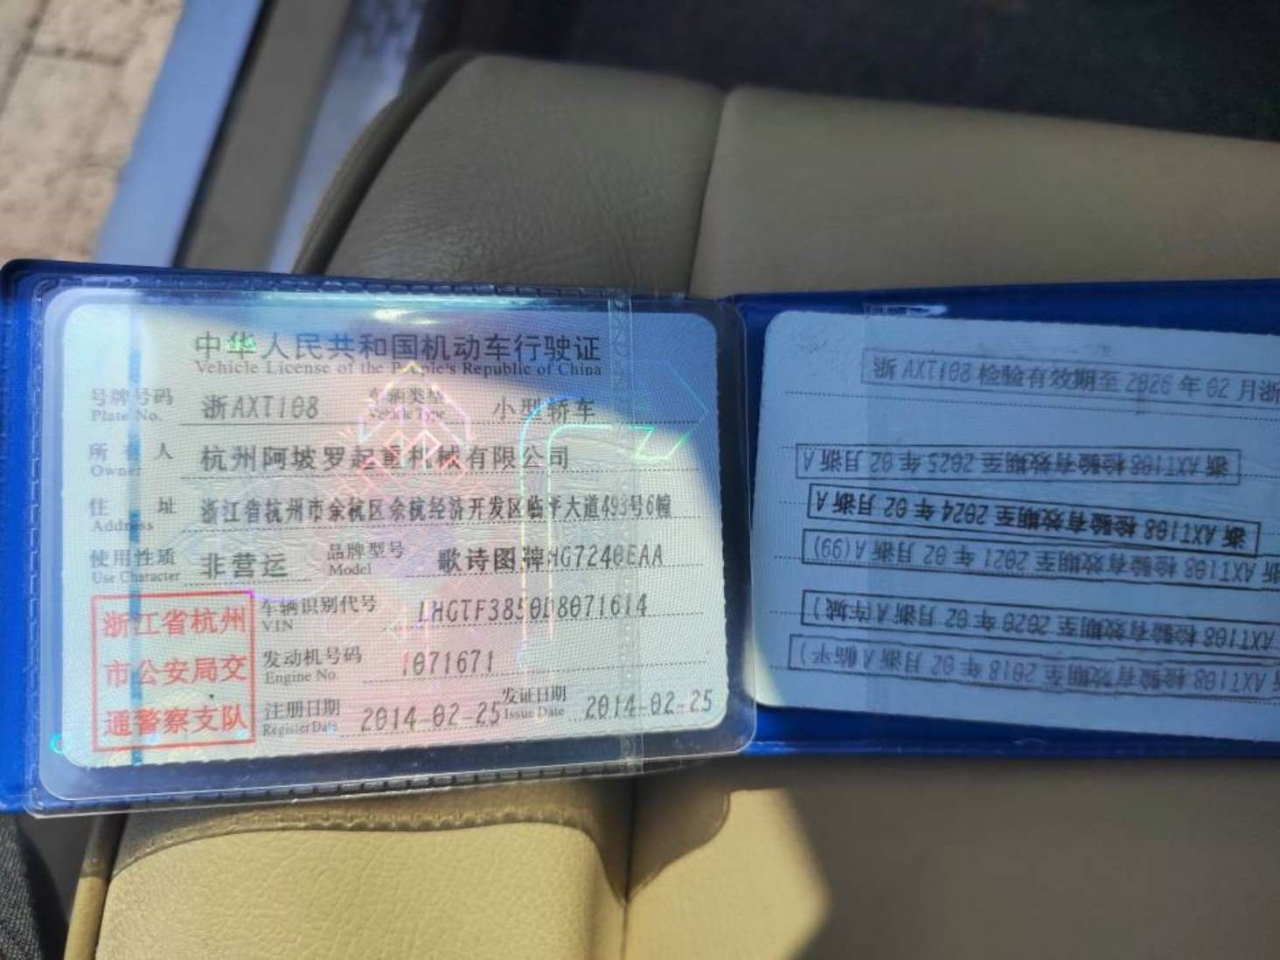 中华人民共和国机动车行驶证
Vehicle License of the People's Republic of China
号牌号码 浙AXT108 车辆类型 小型轿车
Plate No. Vehicle Type
所有人 杭州阿坡罗起重机械有限公司
Owner
住址 浙江省杭州市余杭区余杭经济开发区临平大道493号6幢
Address
使用性质 非营运 品牌型号 歌诗图牌HG7240EAA
Use Character Model
浙江省杭州
市公安局交
通警察支队
车辆识别代号 LHGTF3850D8071614
VIN
发动机号码 1071671
Engine No.
注册日期 2014-02-25 发证日期 2014-02-25
Register Date Issue Date
浙AXT108检验有效期至2026年02月浙
浙AXT108检验有效期至2025年02月浙A
浙AXT108检验有效期至2024年02月浙A
AXT108检验有效期至2021年02月浙A(99)
AXT108检验有效期至2020年02月浙A
AXT108检验有效期至2018年02月浙A临平)